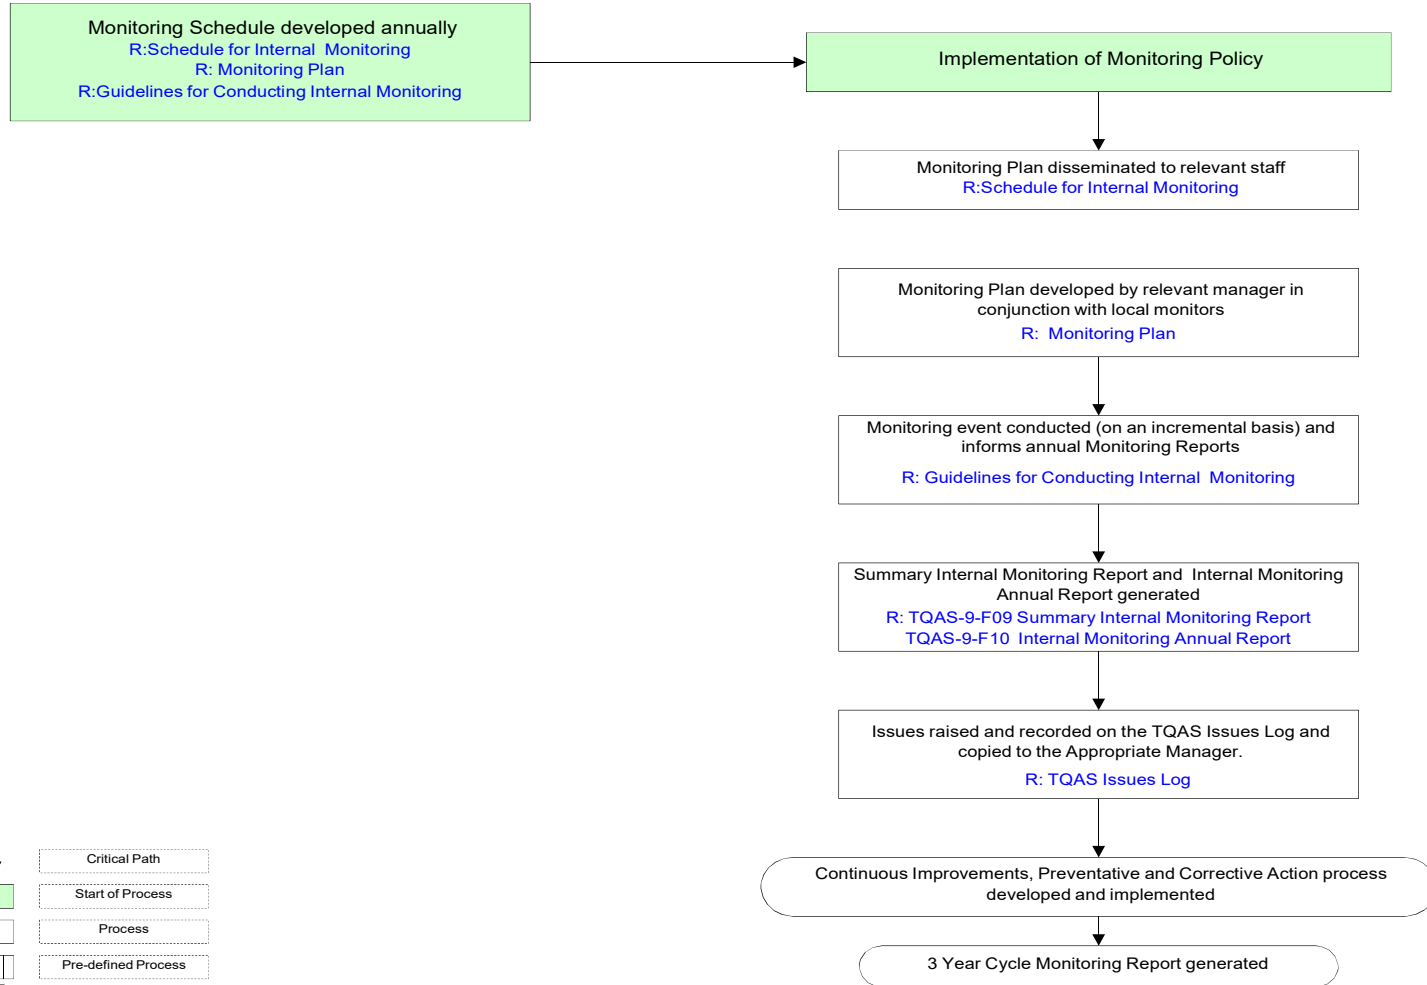 Monitoring Schedule developed annually
R:Schedule for Internal Monitoring
R: Monitoring Plan
R:Guidelines for Conducting Internal Monitoring
Implementation of Monitoring Policy
Monitoring Plan disseminated to relevant staff
R:Schedule for Internal Monitoring
Monitoring Plan developed by relevant manager in
conjunction with local monitors
R: Monitoring Plan
Monitoring event conducted (on an incremental basis) and
informs annual Monitoring Reports
R: Guidelines for Conducting Internal Monitoring
Summary Internal Monitoring Report and Internal Monitoring
Annual Report generated
R: TQAS-9-F09 Summary Internal Monitoring Report
TQAS-9-F10 Internal Monitoring Annual Report
Issues raised and recorded on the TQAS Issues Log and
copied to the Appropriate Manager.
R: TQAS Issues Log
Continuous Improvements, Preventative and Corrective Action process
developed and implemented
3 Year Cycle Monitoring Report generated
Critical Path
Start of Process
Process
Pre-defined Process